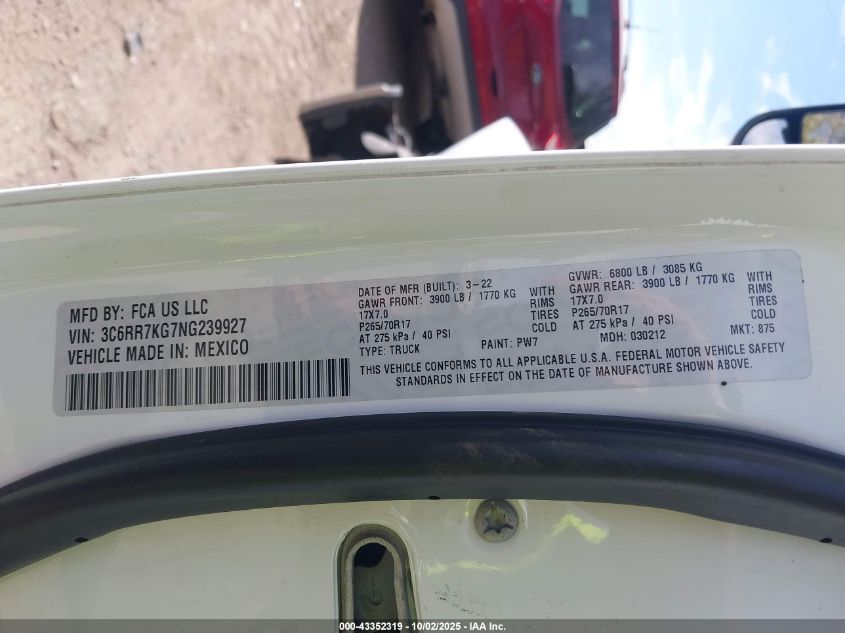 MFD BY: FCA US LLC
VIN: 3C6RR7KG7NG239927
VEHICLE MADE IN: MEXICO
DATE OF MFR (BUILT): 3-22
GAWR FRONT: 3900 LB / 1770 KG WITH
17X7.0 RIMS
P265/70R17 TIRES
AT 275 kPa / 40 PSI COLD
TYPE: TRUCK PAINT: PW7
GVWR: 6800 LB / 3085 KG
GAWR REAR: 3900 LB / 1770 KG WITH
17X7.0 RIMS
P265/70R17 TIRES
AT 275 kPa / 40 PSI COLD
MDH: 030212 MKT: 875
THIS VEHICLE CONFORMS TO ALL APPLICABLE U.S.A. FEDERAL MOTOR VEHICLE SAFETY
STANDARDS IN EFFECT ON THE DATE OF MANUFACTURE SHOWN ABOVE.
000-43352319 - 10/02/2025 - IAA Inc.